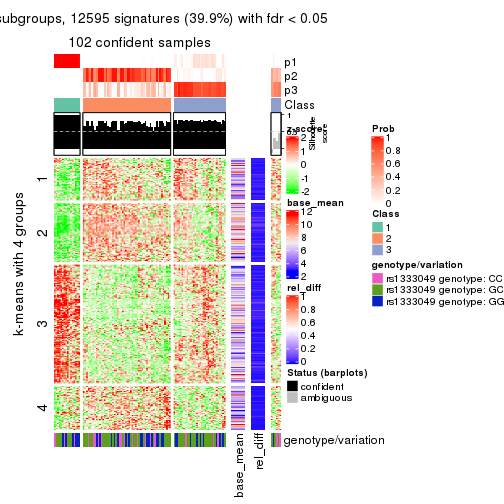 subgroups, 12595 signatures (39.9%) with fdr < 0.05
102 confident samples
p1
p2
p3
Class
1
0.5
0
Silhouette
score
k-means with 4 groups
1
2
3
4
genotype/variation
base_mean
rel_diff
z-score
2
1
0
-1
-2
base_mean
12
10
8
6
4
2
rel_diff
1
0.8
0.6
0.4
0.2
0
Status (barplots)
confident
ambiguous
Prob
1
0.8
0.6
0.4
0.2
0
Class
1
2
3
genotype/variation
rs1333049 genotype: CC
rs1333049 genotype: GC
rs1333049 genotype: GG